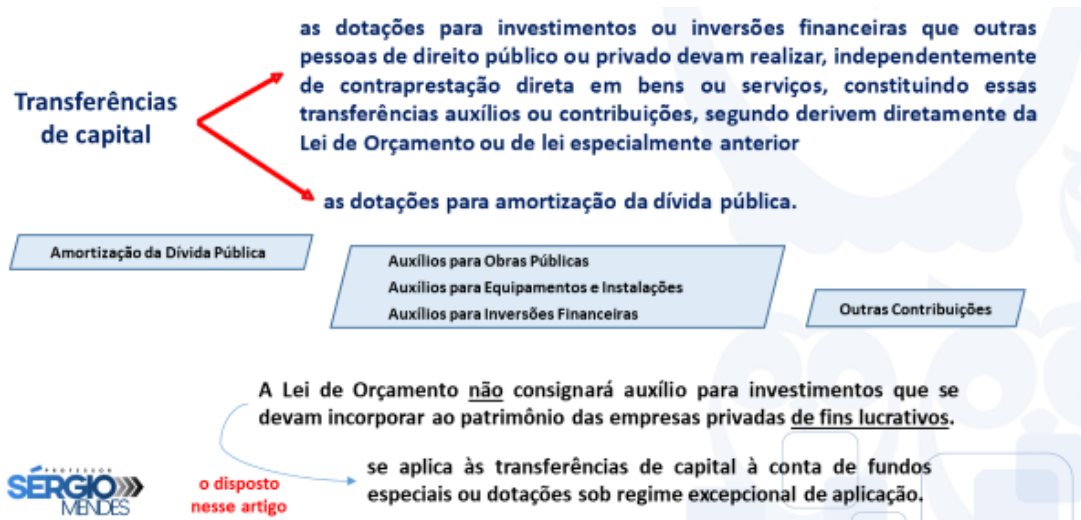 as dotações para investimentos ou inversões financeiras que outras
pessoas de direito público ou privado devam realizar, independentemente
de contraprestação direta em bens ou serviços, constituindo essas
transferências auxílios ou contribuições, segundo derivem diretamente da
Lei de Orçamento ou de lei especialmente anterior
Transferências
de capital
as dotações para amortização da dívida pública.
Amortização da Dívida Pública
Auxílios para Obras Públicas
Auxílios para Equipamentos e Instalações
Auxílios para Inversões Financeiras
Outras Contribuições
A Lei de Orçamento não consignará auxílio para investimentos que se
devam incorporar ao patrimônio das empresas privadas de fins lucrativos.
se aplica às transferências de capital à conta de fundos
especiais ou dotações sob regime excepcional de aplicação.
o disposto
nesse artigo
PROFESSOR
SÉRGIO
MENDES